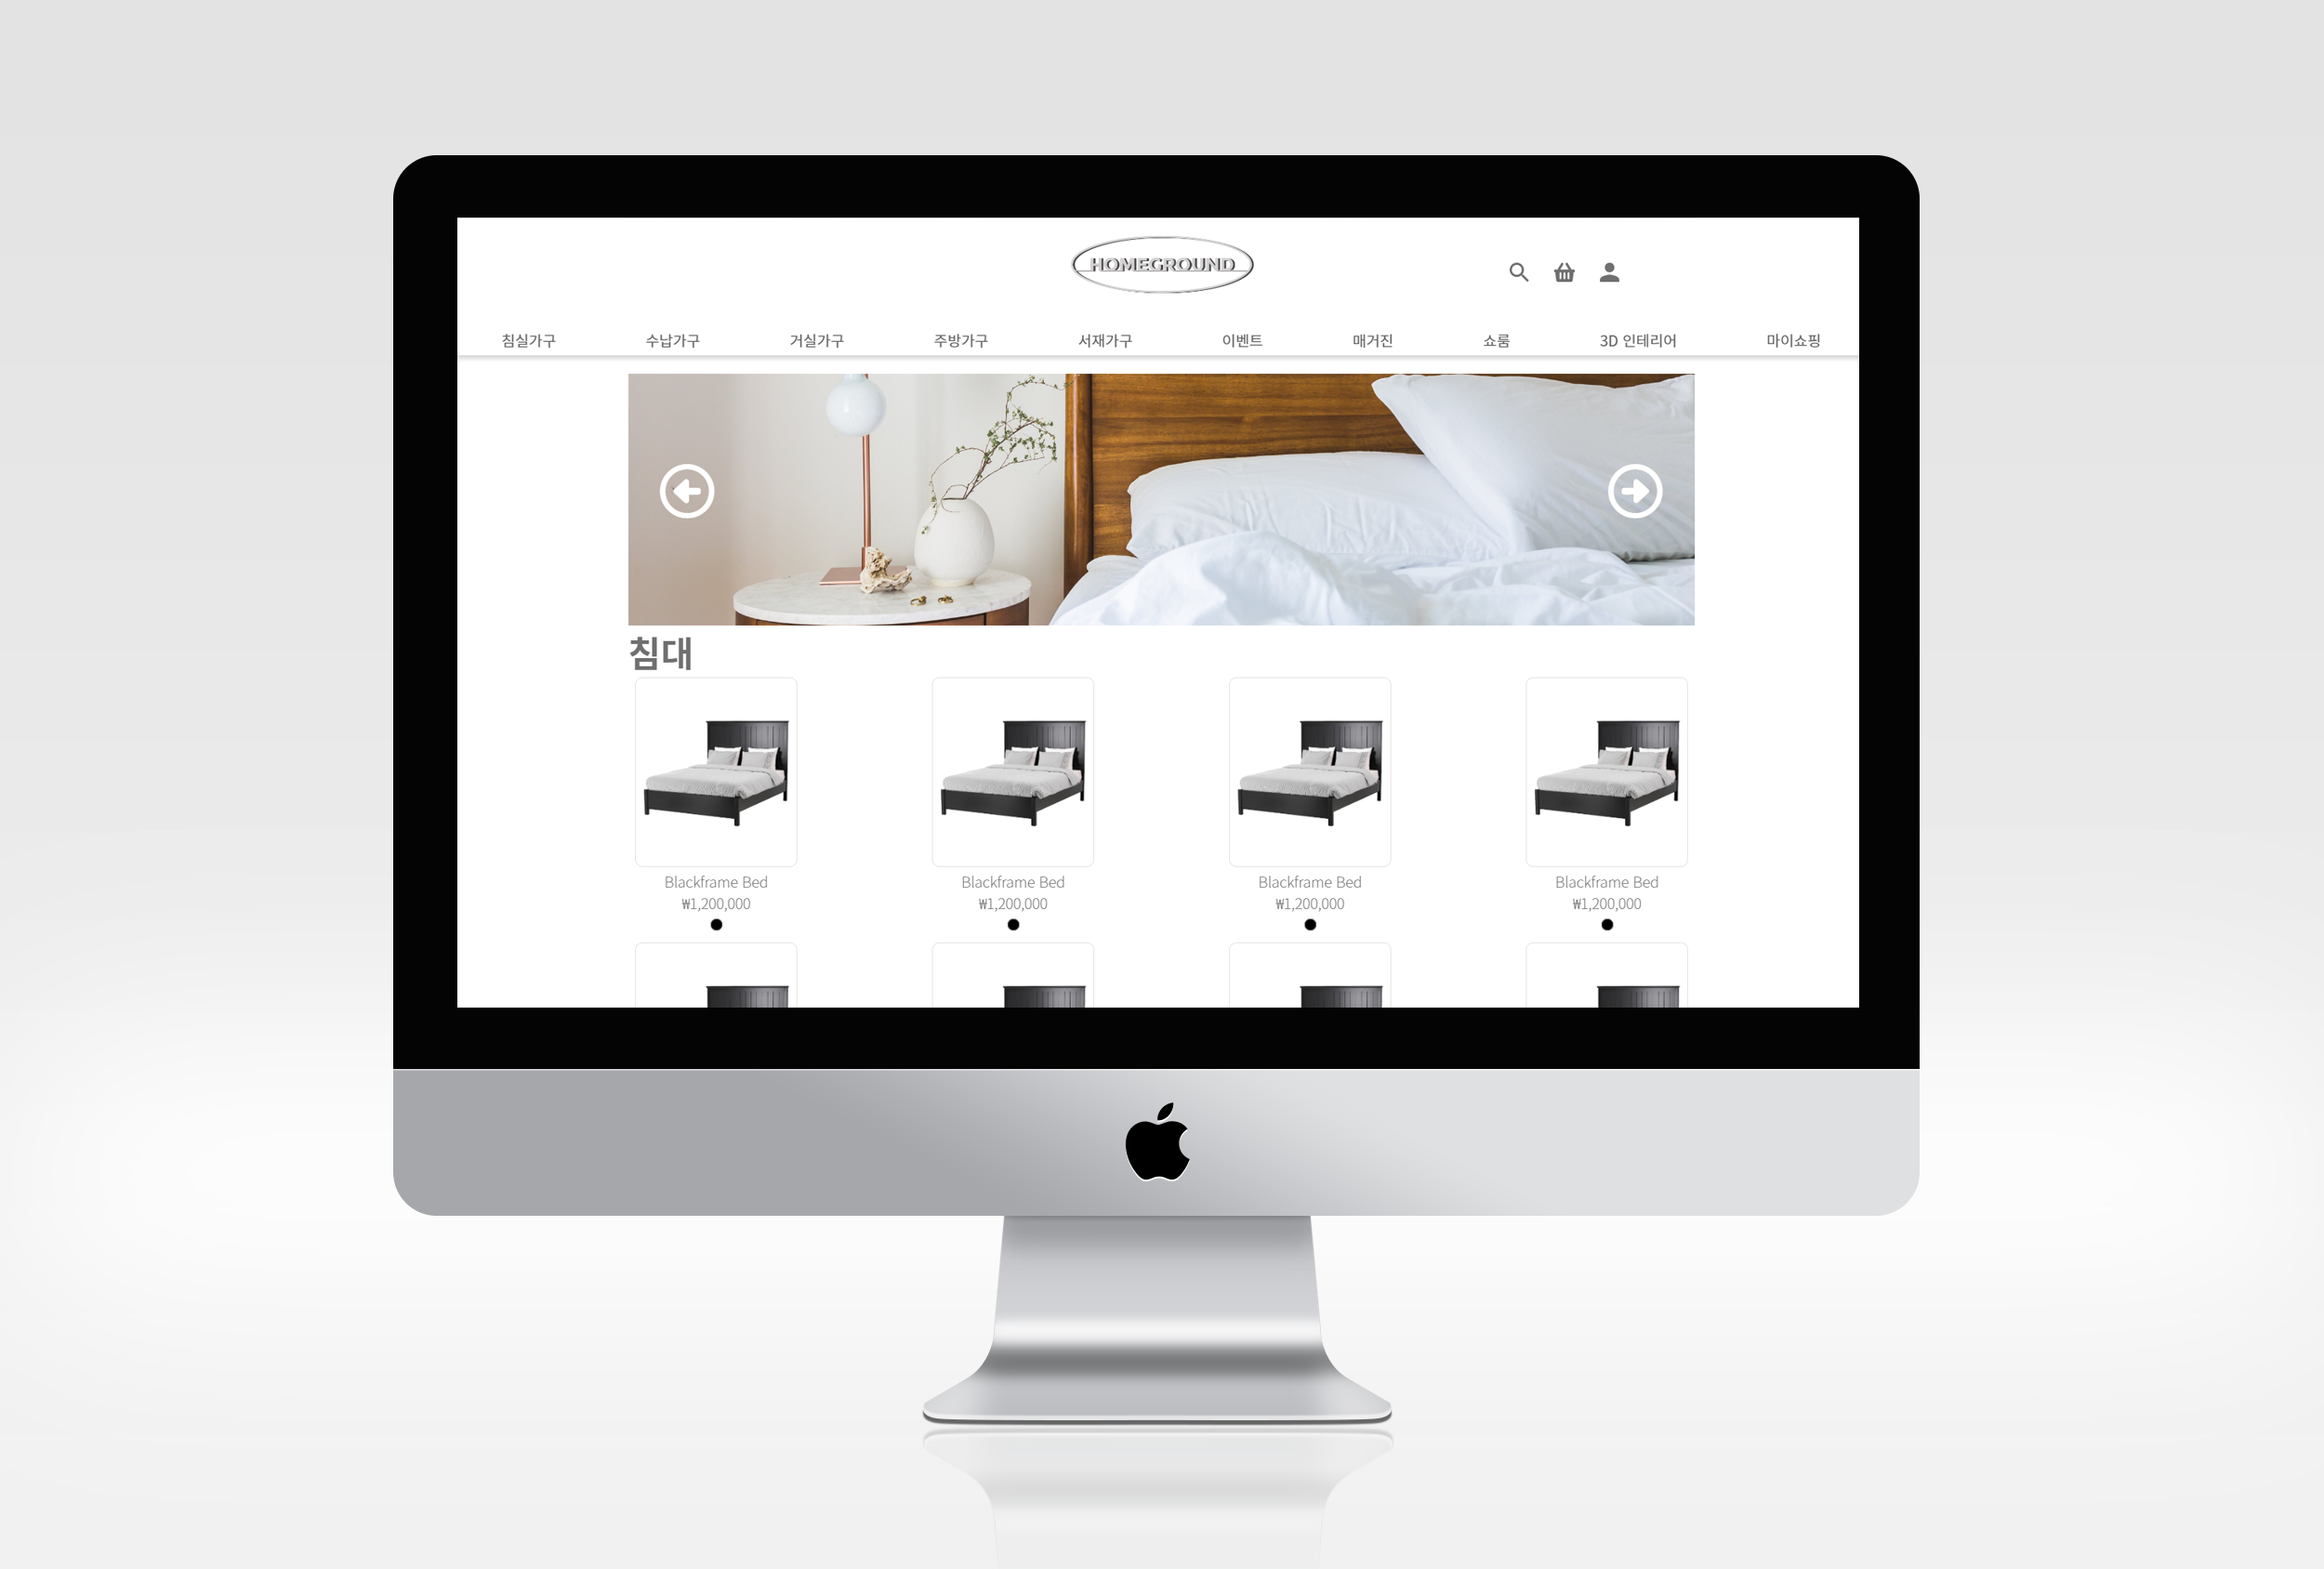 HOMEGROUND
침실가구 수납가구 거실가구 주방가구 서재가구 이벤트 매거진 쇼룸 3D 인테리어 마이쇼핑
침대
Blackframe Bed Blackframe Bed Blackframe Bed Blackframe Bed
₩1,200,000 ₩1,200,000 ₩1,200,000 ₩1,200,000